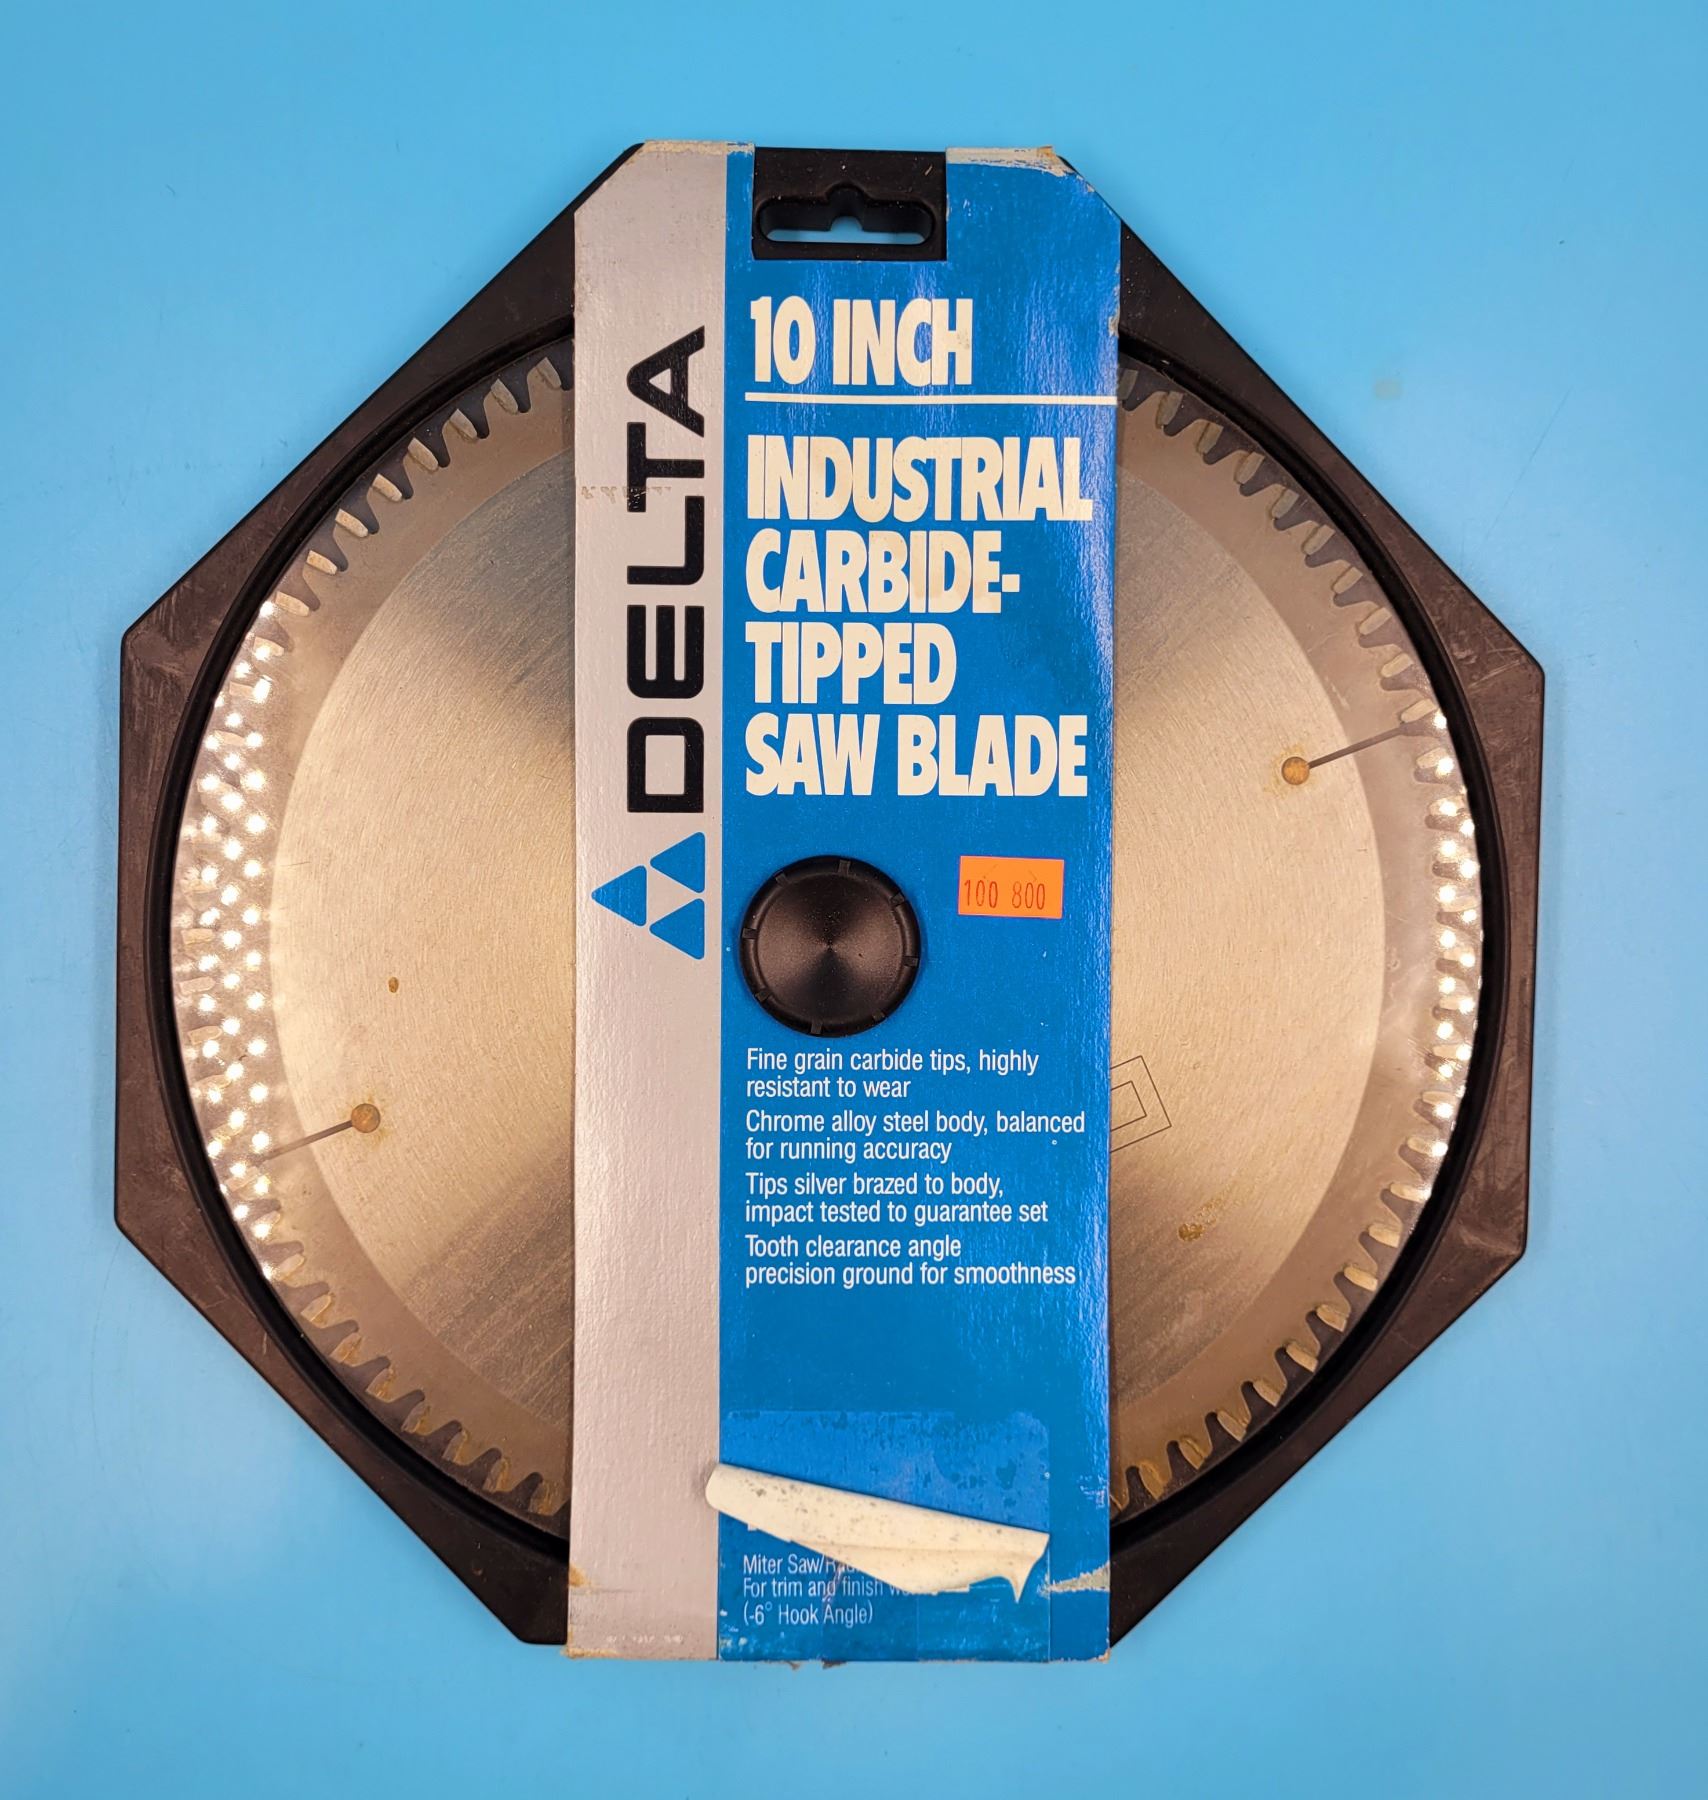 DELTA
10 INCH
INDUSTRIAL
CARBIDE-
TIPPED
SAW BLADE
100 800
Fine grain carbide tips, highly
resistant to wear
Chrome alloy steel body, balanced
for running accuracy
Tips silver brazed to body,
impact tested to guarantee set
Tooth clearance angle
precision ground for smoothness
Miter Saw/
For trim and finish
(-6° Hook Angle)